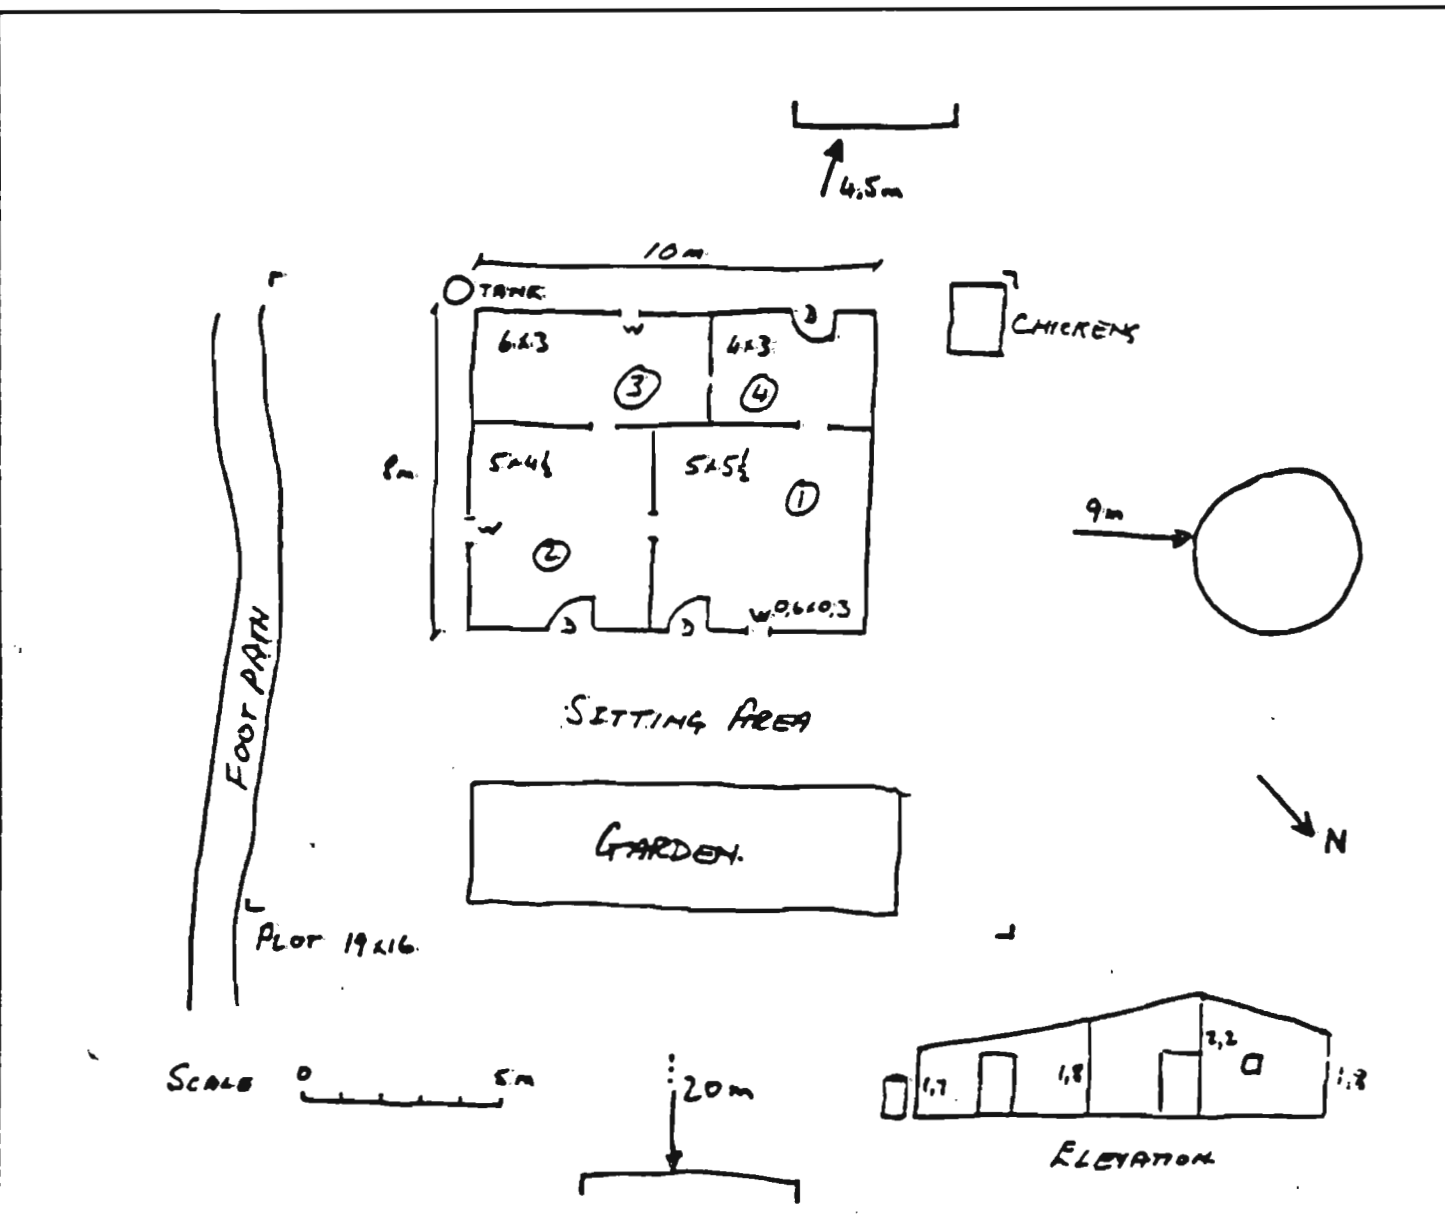 4.5m
10 m
TANK
W
D
6x3
4x3
CHICKENS
3
4
8m
5x4½
5x5½
1
9m
W
2
D
D
W 0,6x0,3
FOOT PATH
SITTING AREA
GARDEN.
N
PLOT 19x16.
SCALE 0 5m
20m
1,7
1,8
2,2
1,8
ELEVATION